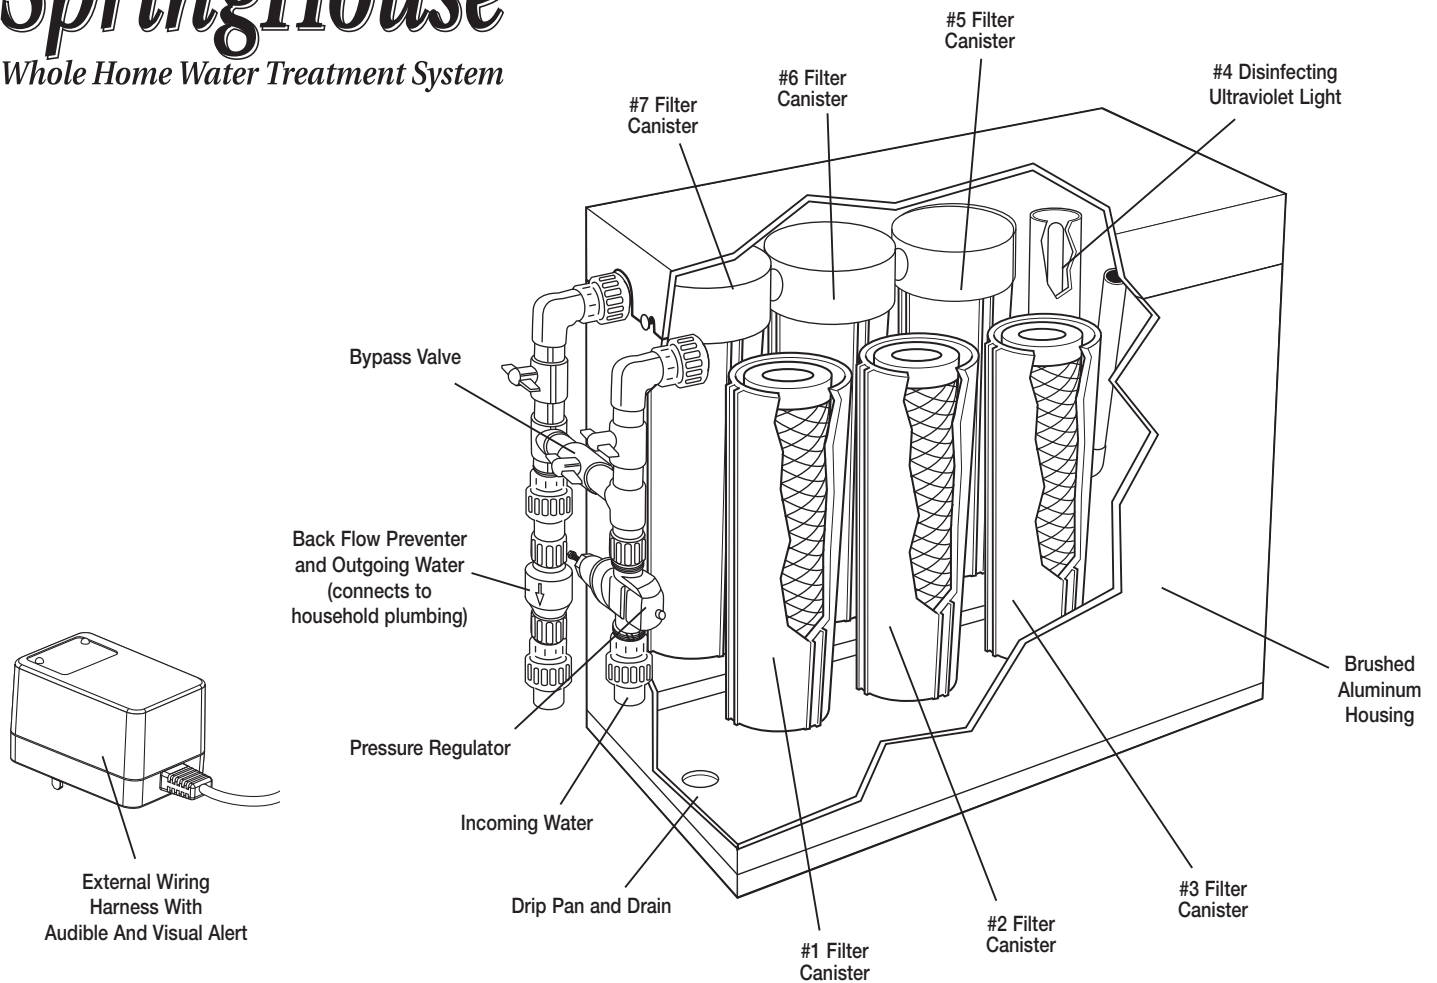 SpringHouse
Whole Home Water Treatment System
#5 Filter
Canister
#6 Filter
Canister
#4 Disinfecting
Ultraviolet Light
#7 Filter
Canister
Bypass Valve
Back Flow Preventer
and Outgoing Water
(connects to
household plumbing)
Pressure Regulator
Incoming Water
Drip Pan and Drain
External Wiring
Harness With
Audible And Visual Alert
#1 Filter
Canister
#2 Filter
Canister
#3 Filter
Canister
Brushed
Aluminum
Housing